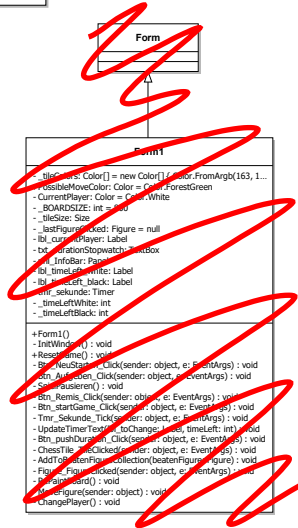 Form
Form1
- _tileColors: Color[] = new Color[] { Color.FromArgb(163, 1...
- PossibleMoveColor: Color = Color.ForestGreen
- CurrentPlayer: Color = Color.White
- _BOARDSIZE: int =
- _tileSize: Size
- _lastFigureClicked: Figure = null
- lbl_currentPlayer: Label
- txt_durationStopwatch: TextBox
- pnl_InfoBar: Panel
- lbl_timeLeft_white: Label
- lbl_timeLeft_black: Label
- tmr_sekunde: Timer
- _timeLeftWhite: int
- _timeLeftBlack: int
+ Form1()
- InitWindow() : void
+ ResetGame() : void
- Btn_NeuStarten_Click(sender: object, e: EventArgs) : void
- Btn_Aufgeben_Click(sender: object, e: EventArgs) : void
- SpielPausieren() : void
- Btn_Remis_Click(sender: object, e: EventArgs) : void
- Btn_startGame_Click(sender: object, e: EventArgs) : void
- Tmr_Sekunde_Tick(sender: object, e: EventArgs) : void
- UpdateTimerText(lbl_toChange: Label, timeLeft: int) : void
- Btn_pushDuration_Click(sender: object, e: EventArgs) : void
- ChessTile_TileClicked(sender: object, e: EventArgs) : void
- AddToBeatenFigureCollection(beatenFigure: Figure) : void
- Figure_FigureClicked(sender: object, e: EventArgs) : void
- RePaintBoard() : void
- MoveFigure(sender: object) : void
- ChangePlayer() : void